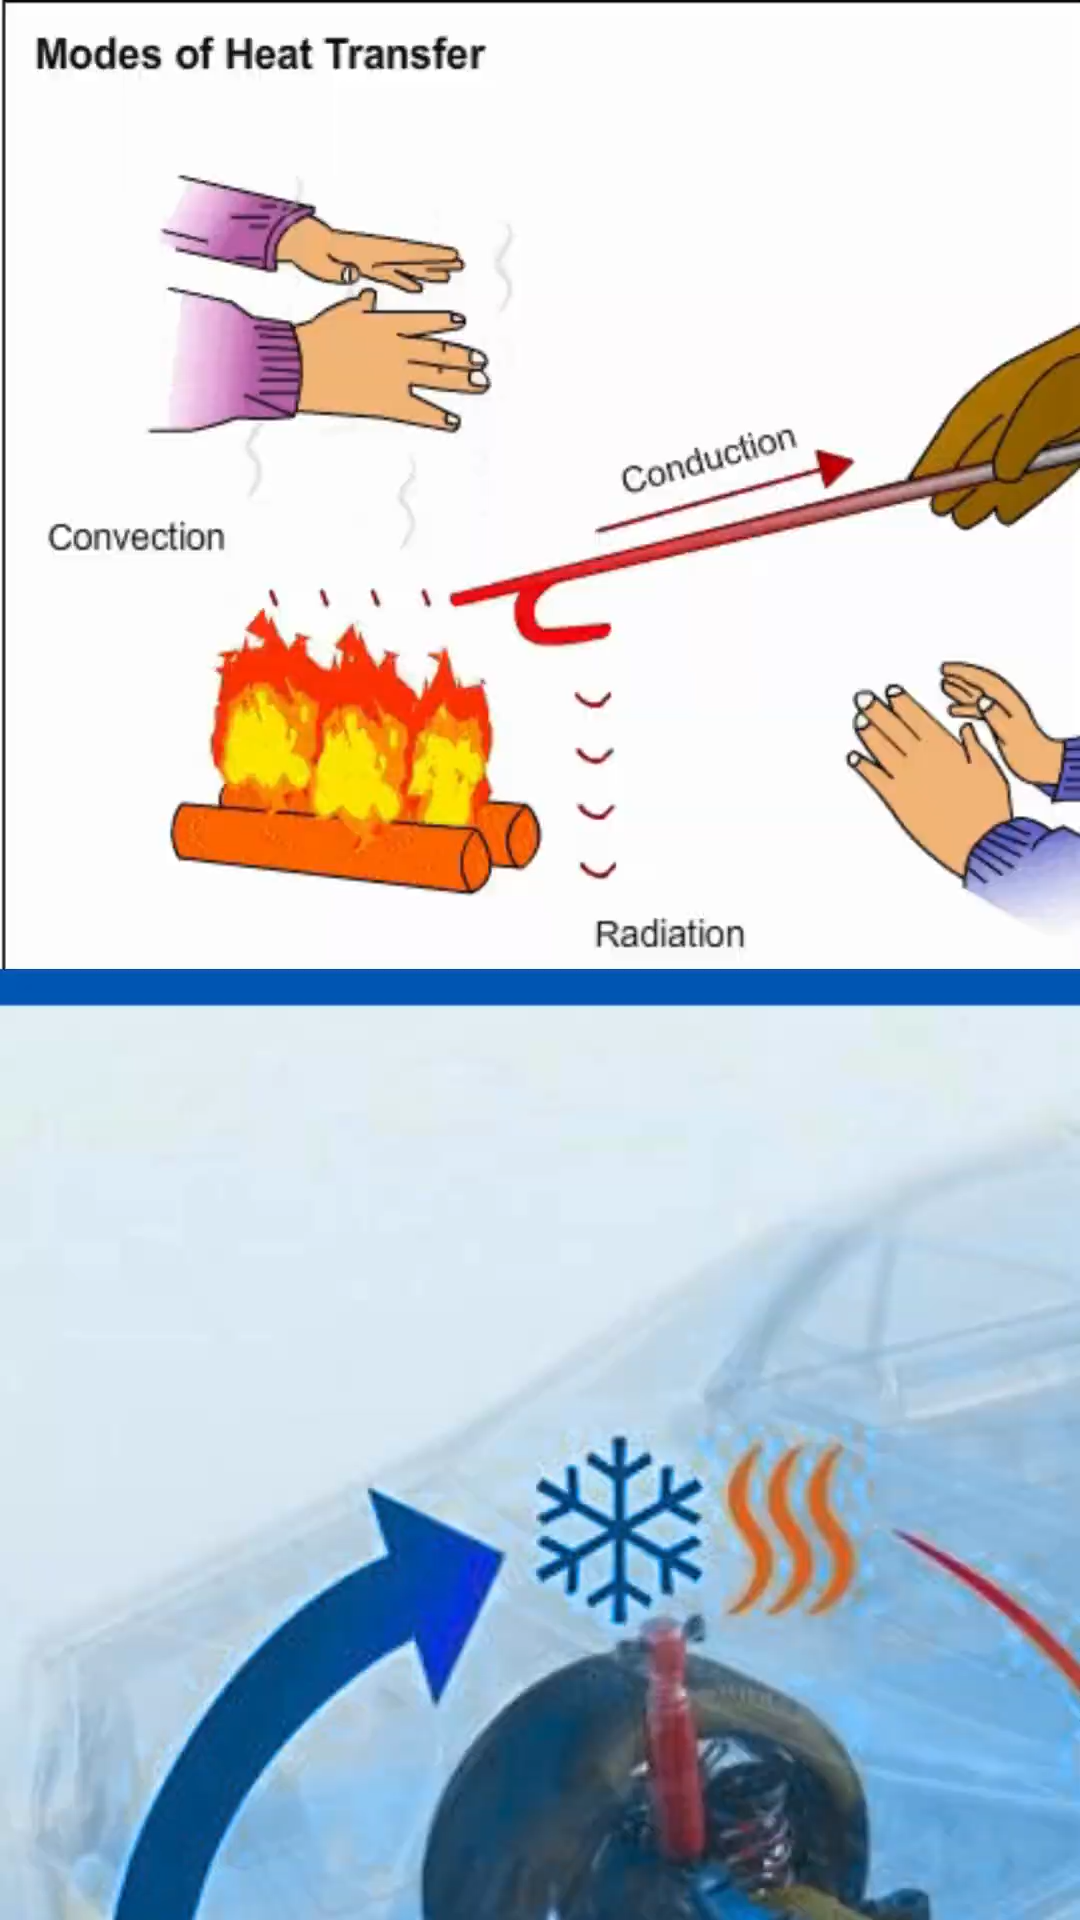 Modes of Heat Transfer
Conduction
Convection
Radiation